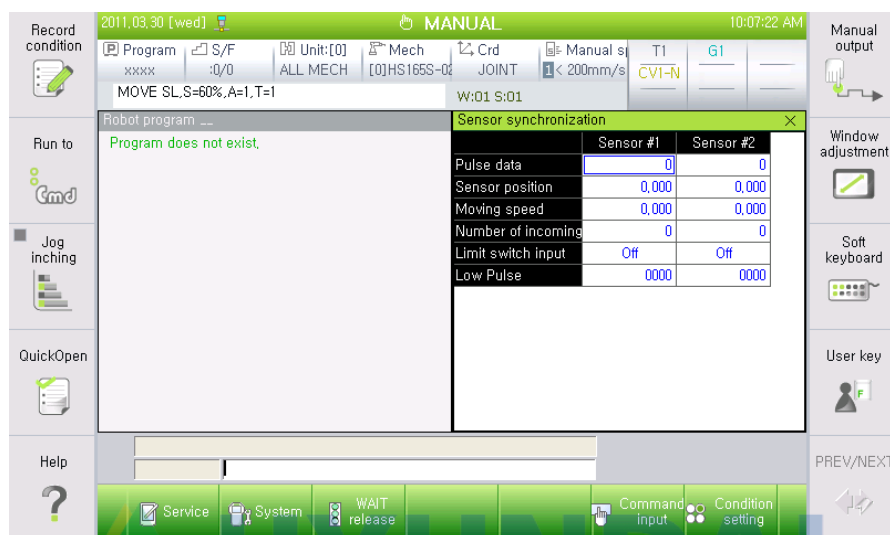 Record condition
2011,03,30 [wed]
MANUAL
10:07:22 AM
Manual output
P Program
S/F
Unit:[0]
Mech
Crd
Manual s
T1
G1
xxxx
:0/0
ALL MECH
[0]HS165S-02
JOINT
1< 200mm/s
CV1-N
MOVE SL,S=60%,A=1,T=1
W:01 S:01
Run to
Cmd
Robot program __
Sensor synchronization
Window adjustment
Program does not exist,
Sensor #1
Sensor #2
Pulse data
0
0
Sensor position
0,000
0,000
Moving speed
0,000
0,000
Number of incoming
0
0
Limit switch input
Off
Off
Low Pulse
0000
0000
Jog inching
Soft keyboard
QuickOpen
User key
F
Help
?
PREV/NEXT
Service
System
WAIT release
Command input
Condition setting